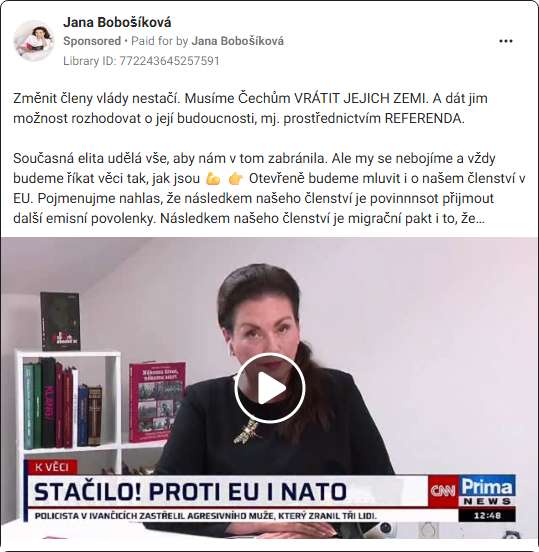 Jana Bobošíková
Sponsored • Paid for by Jana Bobošíková
Library ID: 772243645257591
Změnit členy vlády nestačí. Musíme Čechům VRÁTIT JEJICH ZEMI. A dát jim
možnost rozhodovat o její budoucnosti, mj. prostřednictvím REFERENDA.
Současná elita udělá vše, aby nám v tom zabránila. Ale my se nebojíme a vždy
budeme říkat věci tak, jak jsou 💪 👉 Otevřeně budeme mluvit i o našem členství v
EU. Pojmenujme nahlas, že následkem našeho členství je povinnnsot přijmout
další emisní povolenky. Následkem našeho členství je migrační pakt i to, že…
KLANU
K VĚCI
STAČILO! PROTI EU I NATO
CNN Prima
NEWS
POLICISTA V IVANČICÍCH ZASTŘELIL AGRESIVNÍHO MUŽE, KTERÝ ZRANIL TŘI LIDI.
12:48